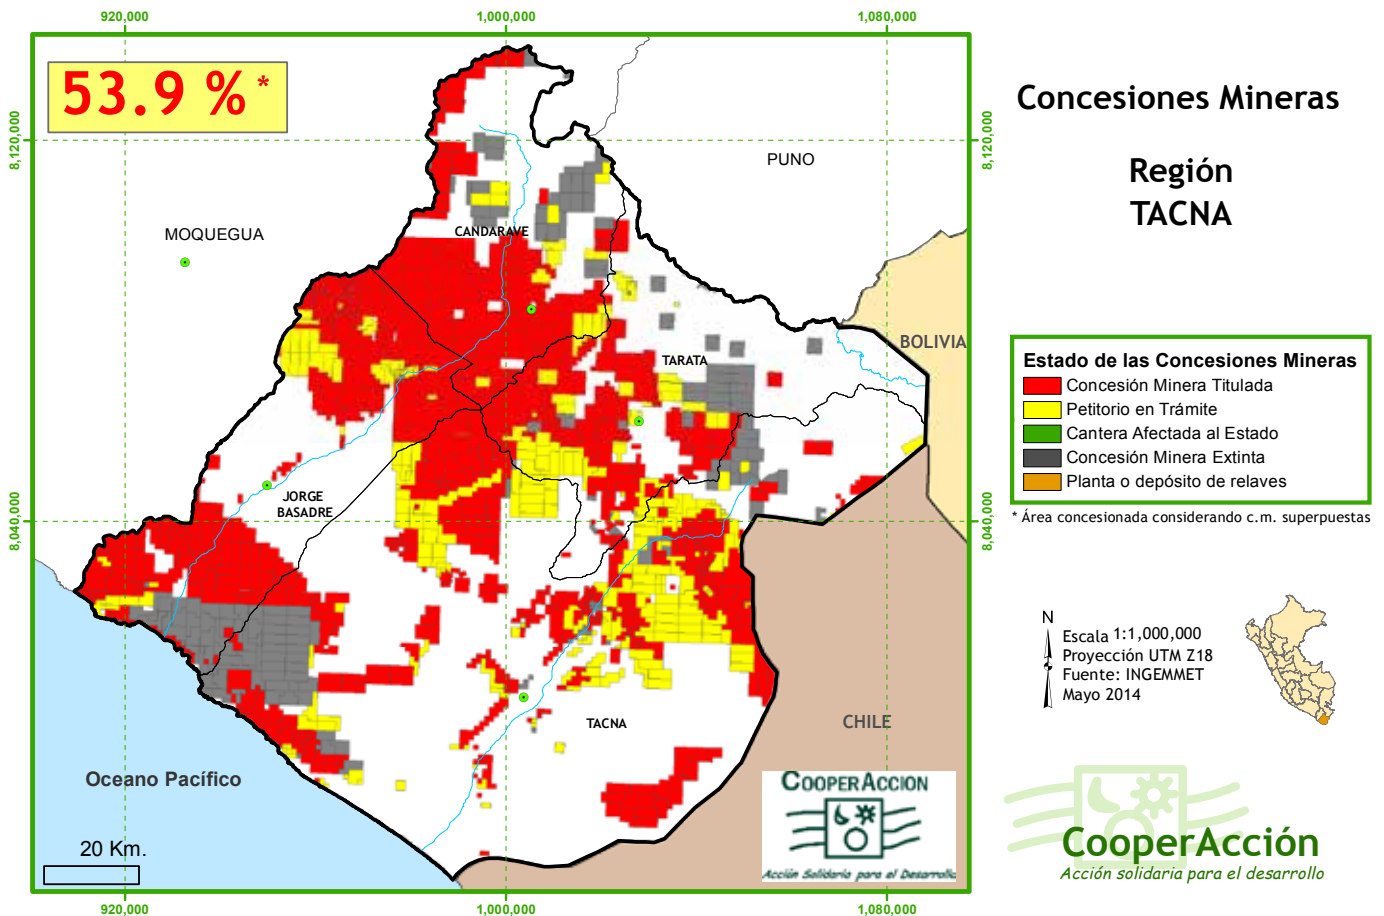 920,000
1,000,000
1,080,000
53.9 % *
8,120,000
8,120,000
PUNO
MOQUEGUA
CANDARAVE
TARATA
BOLIVIA
JORGE
BASADRE
8,040,000
8,040,000
TACNA
CHILE
Oceano Pacífico
20 Km.
COOPERACCION
Acción Solidaria para el Desarrollo
920,000
1,000,000
1,080,000
Concesiones Mineras
Región
TACNA
Estado de las Concesiones Mineras
Concesión Minera Titulada
Petitorio en Trámite
Cantera Afectada al Estado
Concesión Minera Extinta
Planta o depósito de relaves
* Área concesionada considerando c.m. superpuestas
N
Escala 1:1,000,000
Proyección UTM Z18
Fuente: INGEMMET
Mayo 2014
CooperAcción
Acción solidaria para el desarrollo